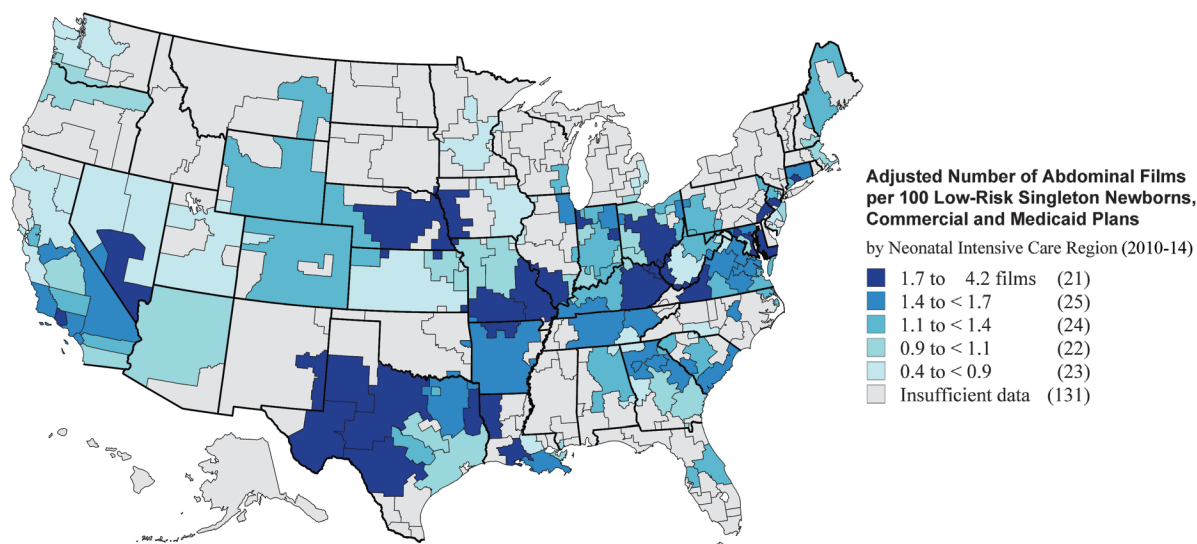 Adjusted Number of Abdominal Films
per 100 Low-Risk Singleton Newborns,
Commercial and Medicaid Plans
by Neonatal Intensive Care Region (2010-14)
1.7 to 4.2 films (21)
1.4 to < 1.7 (25)
1.1 to < 1.4 (24)
0.9 to < 1.1 (22)
0.4 to < 0.9 (23)
Insufficient data (131)